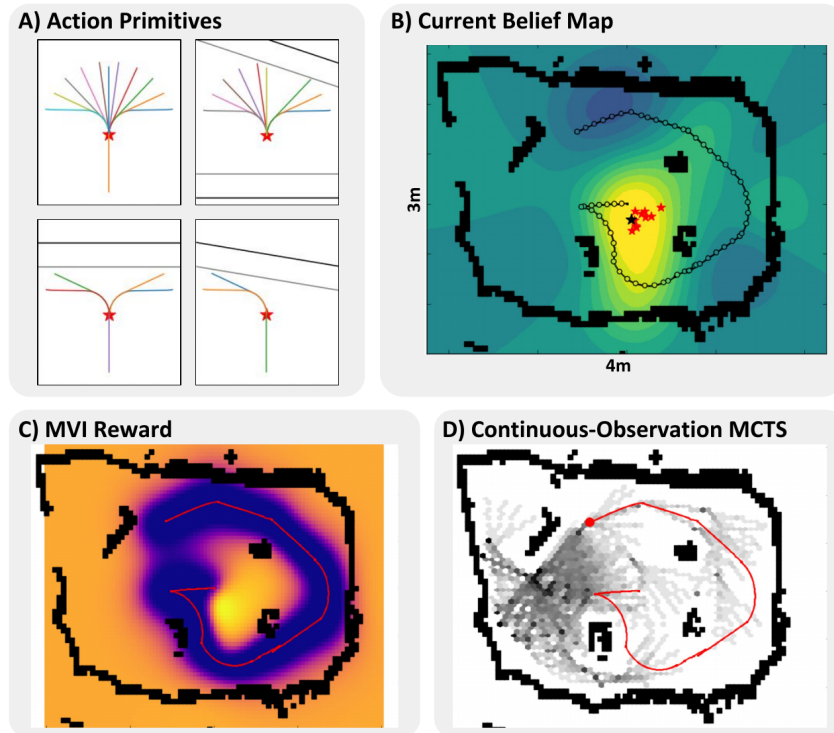 A) Action Primitives
B) Current Belief Map
3m
4m
C) MVI Reward
D) Continuous-Observation MCTS